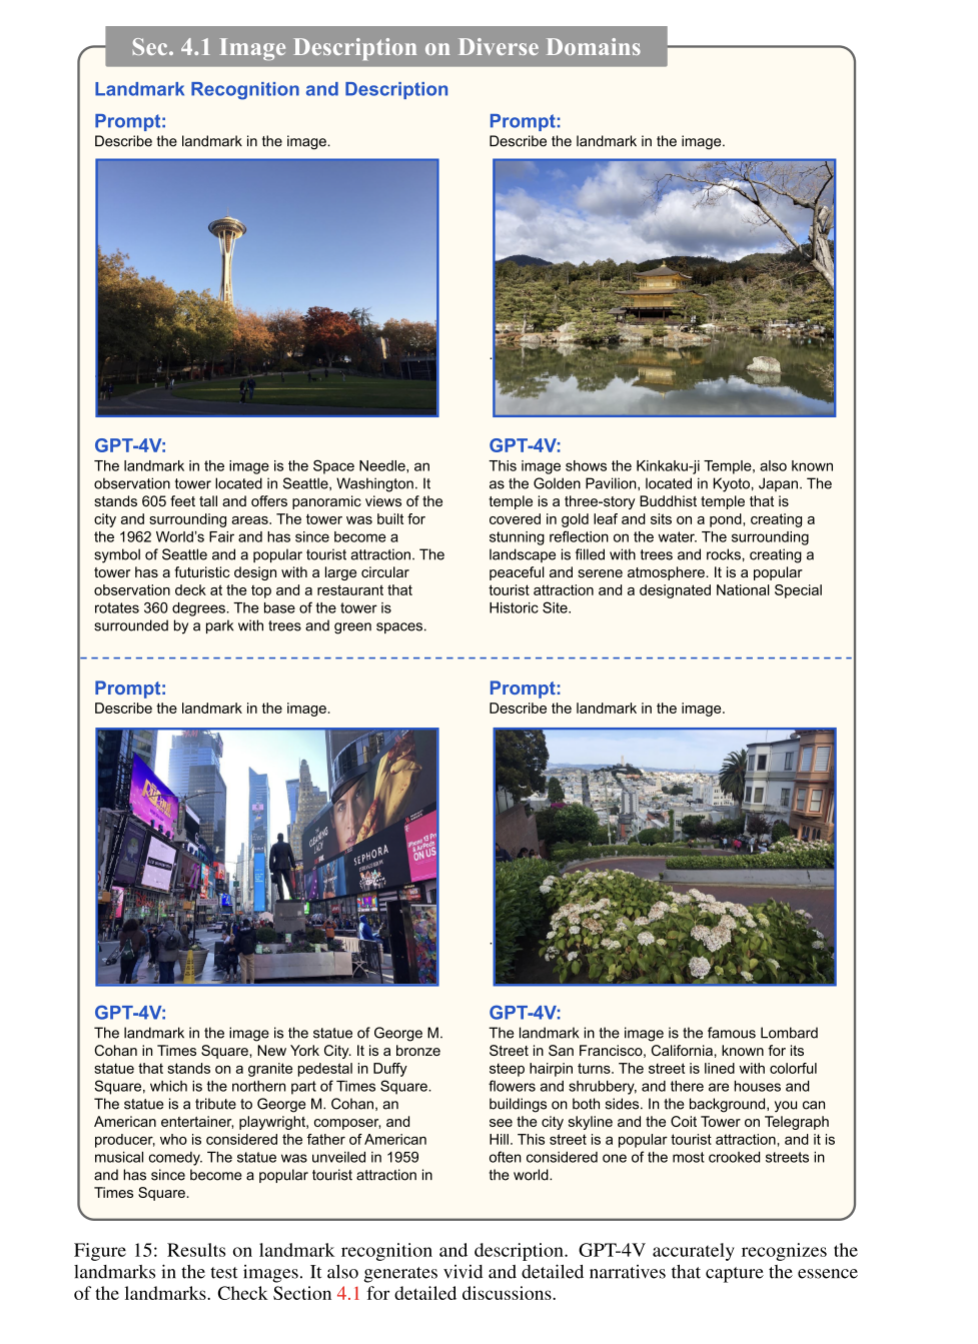 Sec. 4.1 Image Description on Diverse Domains
Landmark Recognition and Description
Prompt:
Describe the landmark in the image.
GPT-4V:
The landmark in the image is the Space Needle, an
observation tower located in Seattle, Washington. It
stands 605 feet tall and offers panoramic views of the
city and surrounding areas. The tower was built for
the 1962 World's Fair and has since become a
symbol of Seattle and a popular tourist attraction. The
tower has a futuristic design with a large circular
observation deck at the top and a restaurant that
rotates 360 degrees. The base of the tower is
surrounded by a park with trees and green spaces.
Prompt:
Describe the landmark in the image.
GPT-4V:
This image shows the Kinkaku-ji Temple, also known
as the Golden Pavilion, located in Kyoto, Japan. The
temple is a three-story Buddhist temple that is
covered in gold leaf and sits on a pond, creating a
stunning reflection on the water. The surrounding
landscape is filled with trees and rocks, creating a
peaceful and serene atmosphere. It is a popular
tourist attraction and a designated National Special
Historic Site.
Prompt:
Describe the landmark in the image.
SEPHORA
ON US
GPT-4V:
The landmark in the image is the statue of George M.
Cohan in Times Square, New York City. It is a bronze
statue that stands on a granite pedestal in Duffy
Square, which is the northern part of Times Square.
The statue is a tribute to George M. Cohan, an
American entertainer, playwright, composer, and
producer, who is considered the father of American
musical comedy. The statue was unveiled in 1959
and has since become a popular tourist attraction in
Times Square.
Prompt:
Describe the landmark in the image.
GPT-4V:
The landmark in the image is the famous Lombard
Street in San Francisco, California, known for its
steep hairpin turns. The street is lined with colorful
flowers and shrubbery, and there are houses and
buildings on both sides. In the background, you can
see the city skyline and the Coit Tower on Telegraph
Hill. This street is a popular tourist attraction, and it is
often considered one of the most crooked streets in
the world.
Figure 15: Results on landmark recognition and description. GPT-4V accurately recognizes the
landmarks in the test images. It also generates vivid and detailed narratives that capture the essence
of the landmarks. Check Section 4.1 for detailed discussions.